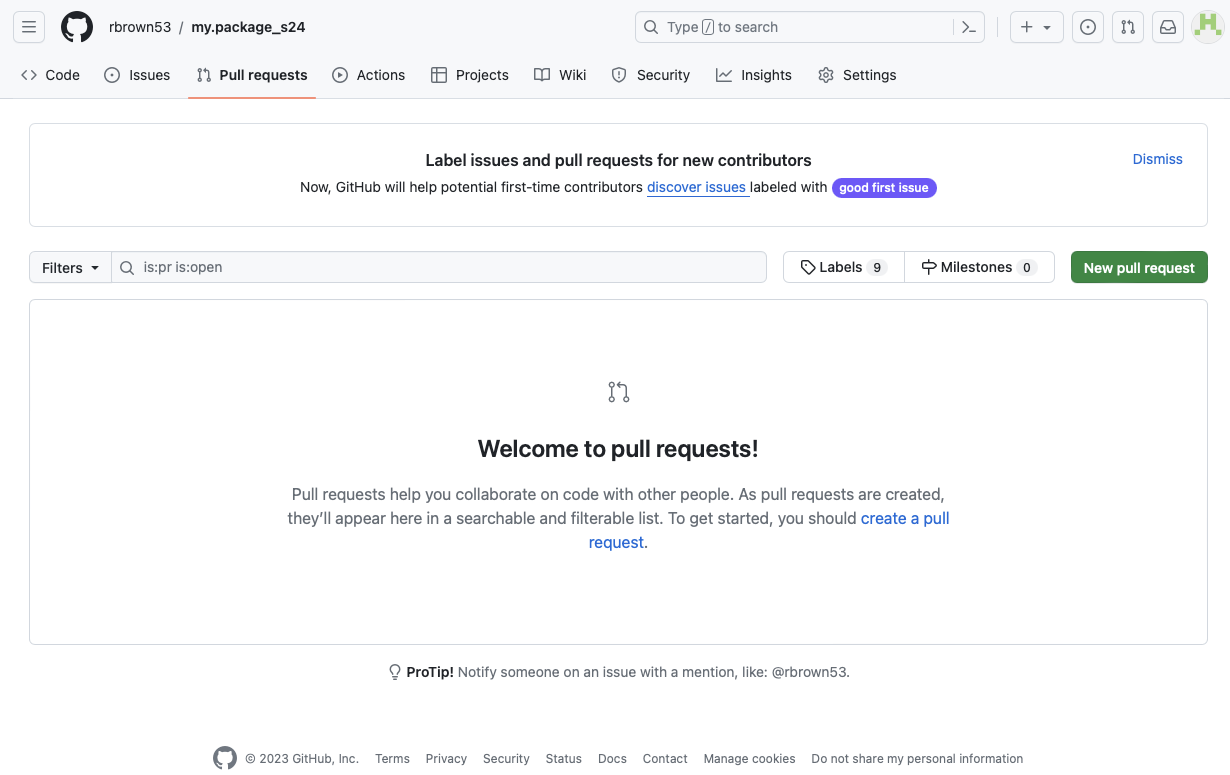 rbrown53 / my.package_s24
Type / to search
Code Issues Pull requests Actions Projects Wiki Security Insights Settings
Label issues and pull requests for new contributors
Dismiss
Now, GitHub will help potential first-time contributors discover issues labeled with good first issue
Filters is:pr is:open Labels 9 Milestones 0 New pull request
Welcome to pull requests!
Pull requests help you collaborate on code with other people. As pull requests are created,
they’ll appear here in a searchable and filterable list. To get started, you should create a pull
request.
ProTip! Notify someone on an issue with a mention, like: @rbrown53.
© 2023 GitHub, Inc. Terms Privacy Security Status Docs Contact Manage cookies Do not share my personal information